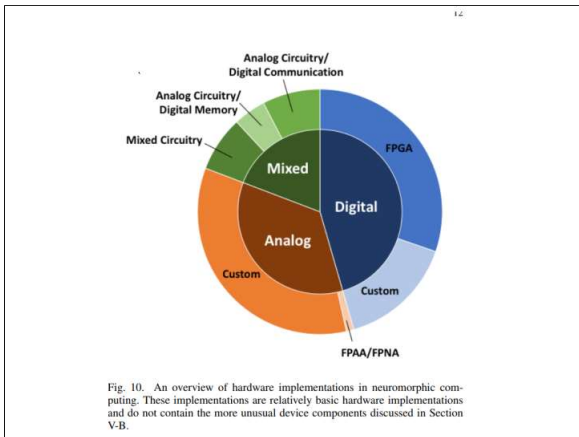 12
Analog Circuitry/
Digital Communication
Analog Circuitry/
Digital Memory
Mixed Circuitry
FPGA
Mixed
Digital
Analog
Custom
Custom
FPAA/FPNA
Fig. 10. An overview of hardware implementations in neuromorphic com-
puting. These implementations are relatively basic hardware implementations
and do not contain the more unusual device components discussed in Section
V-B.